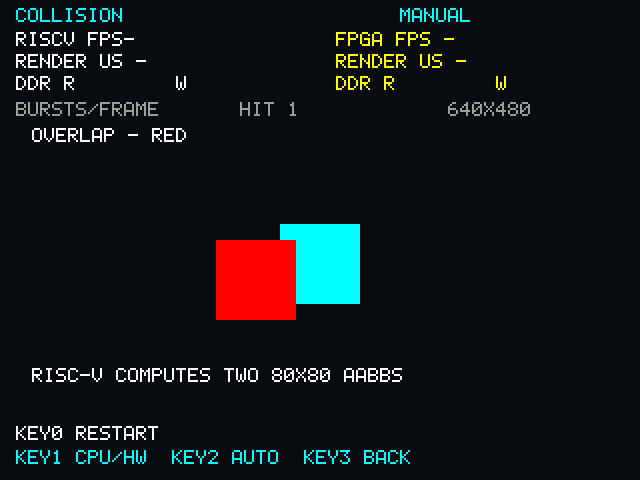 COLLISION MANUAL
RISCV FPS- FPGA FPS -
RENDER US - RENDER US -
DDR R W DDR R W
BURSTS/FRAME HIT 1 640X480
OVERLAP - RED
RISC-V COMPUTES TWO 80X80 AABBS
KEY0 RESTART
KEY1 CPU/HW KEY2 AUTO KEY3 BACK